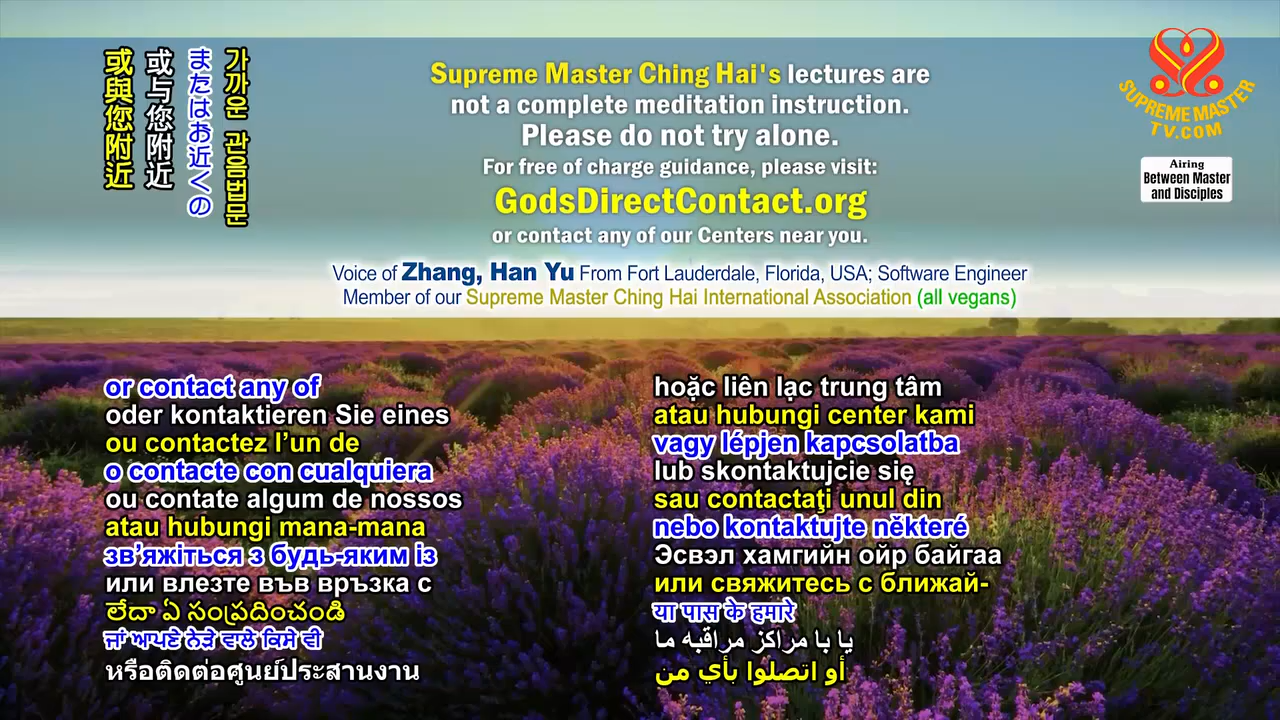 Supreme Master Ching Hai's lectures are
not a complete meditation instruction.
Please do not try alone.
For free of charge guidance, please visit:
GodsDirectContact.org
or contact any of our Centers near you.
Voice of Zhang, Han Yu From Fort Lauderdale, Florida, USA; Software Engineer
Member of our Supreme Master Ching Hai International Association (all vegans)
SUPREME MASTER
TV.COM
Airing
Between Master
and Disciples
가까운 관음법문
またはお近くの
或与您附近
或與您附近
or contact any of
oder kontaktieren Sie eines
ou contactez l’un de
o contacte con cualquiera
ou contate algum de nossos
atau hubungi mana-mana
зв’яжіться з будь-яким із
или влезте във връзка с
లేదా ఏ సంప్రదించండి
ਜਾਂ ਆਪਣੇ ਨੇੜੇ ਵਾਲੇ ਕਿਸੇ ਵੀ
หรือติดต่อศูนย์ประสานงาน
hoặc liên lạc trung tâm
atau hubungi center kami
vagy lépjen kapcsolatba
lub skontaktujcie się
sau contactaţi unul din
nebo kontaktujte některé
Эсвэл хамгийн ойр байгаа
или свяжитесь с ближай-
या पास के हमारे
یا با مراکز مراقبه ما
أو اتصلوا بأي من